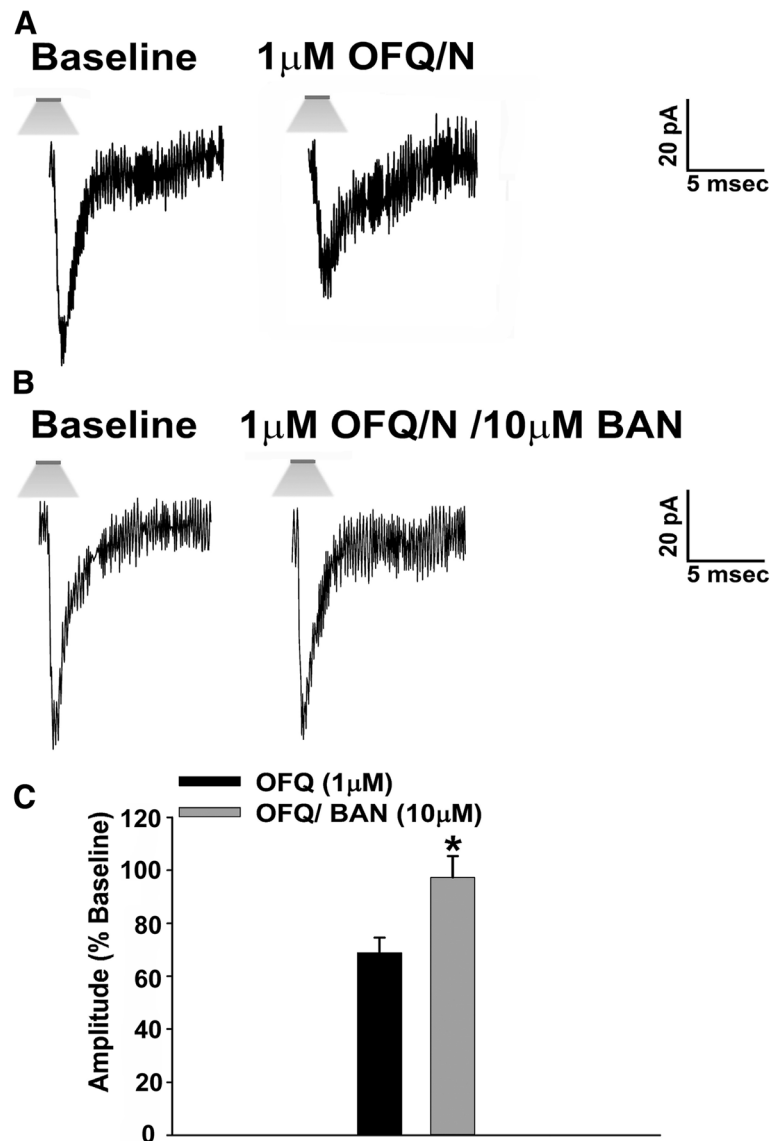 A
Baseline 1μM OFQ/N
20 pA
5 msec
B
Baseline 1μM OFQ/N /10μM BAN
20 pA
5 msec
C
OFQ (1μM)
OFQ/ BAN (10μM)
Amplitude (% Baseline)
120
100
80
60
40
20
0
*